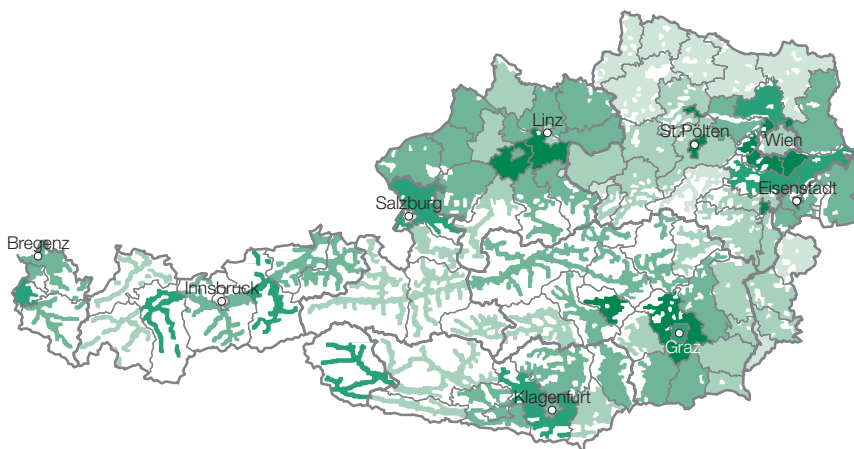 Linz
St.Pölten
Wien
Eisenstadt
Salzburg
Bregenz
Innsbruck
Graz
Klagenfurt